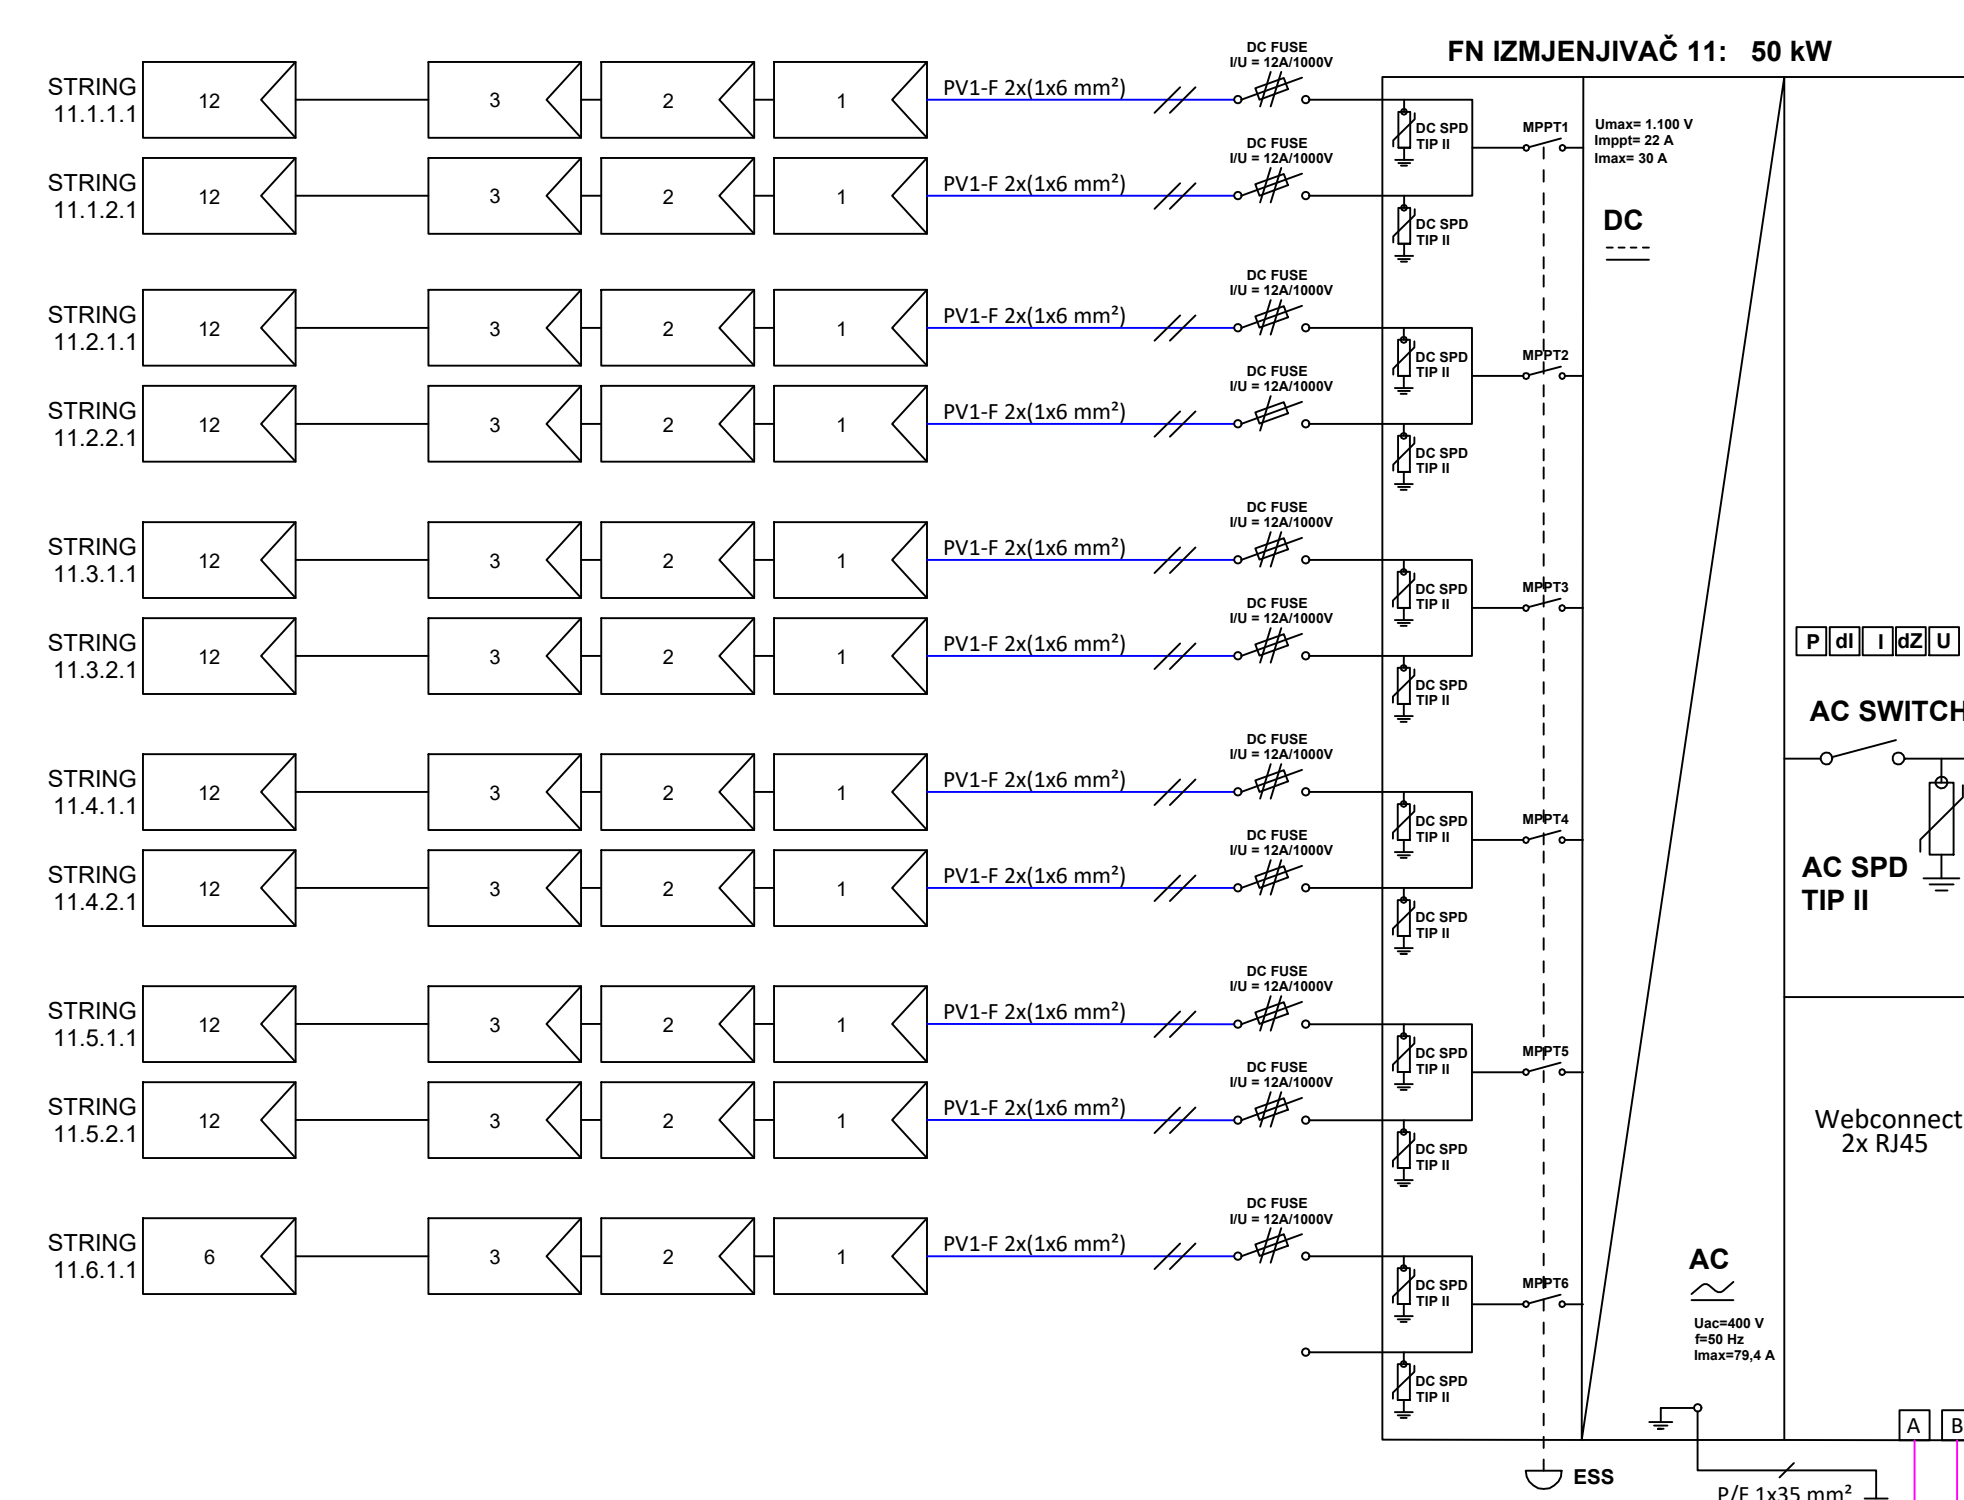 FN IZMJENJIVAČ 11: 50 kW
STRING
11.1.1.1
12
3
2
1
PV1-F 2x(1x6 mm²)
DC FUSE
I/U = 12A/1000V
DC SPD
TIP II
MPPT1
Umax= 1.100 V
Imppt= 22 A
Imax= 30 A
STRING
11.1.2.1
12
3
2
1
PV1-F 2x(1x6 mm²)
DC FUSE
I/U = 12A/1000V
DC SPD
TIP II
DC
STRING
11.2.1.1
12
3
2
1
PV1-F 2x(1x6 mm²)
DC FUSE
I/U = 12A/1000V
DC SPD
TIP II
MPPT2
STRING
11.2.2.1
12
3
2
1
PV1-F 2x(1x6 mm²)
DC FUSE
I/U = 12A/1000V
DC SPD
TIP II
STRING
11.3.1.1
12
3
2
1
PV1-F 2x(1x6 mm²)
DC FUSE
I/U = 12A/1000V
DC SPD
TIP II
MPPT3
STRING
11.3.2.1
12
3
2
1
PV1-F 2x(1x6 mm²)
DC FUSE
I/U = 12A/1000V
DC SPD
TIP II
P dI I dZ U
AC SWITCH
STRING
11.4.1.1
12
3
2
1
PV1-F 2x(1x6 mm²)
DC FUSE
I/U = 12A/1000V
DC SPD
TIP II
MPPT4
STRING
11.4.2.1
12
3
2
1
PV1-F 2x(1x6 mm²)
DC FUSE
I/U = 12A/1000V
DC SPD
TIP II
AC SPD
TIP II
STRING
11.5.1.1
12
3
2
1
PV1-F 2x(1x6 mm²)
DC FUSE
I/U = 12A/1000V
DC SPD
TIP II
MPPT5
STRING
11.5.2.1
12
3
2
1
PV1-F 2x(1x6 mm²)
DC FUSE
I/U = 12A/1000V
DC SPD
TIP II
Webconnect
2x RJ45
STRING
11.6.1.1
6
3
2
1
PV1-F 2x(1x6 mm²)
DC FUSE
I/U = 12A/1000V
DC SPD
TIP II
MPPT6
AC
Uac=400 V
f=50 Hz
Imax=79,4 A
DC SPD
TIP II
A
B
ESS
P/F 1x35 mm²